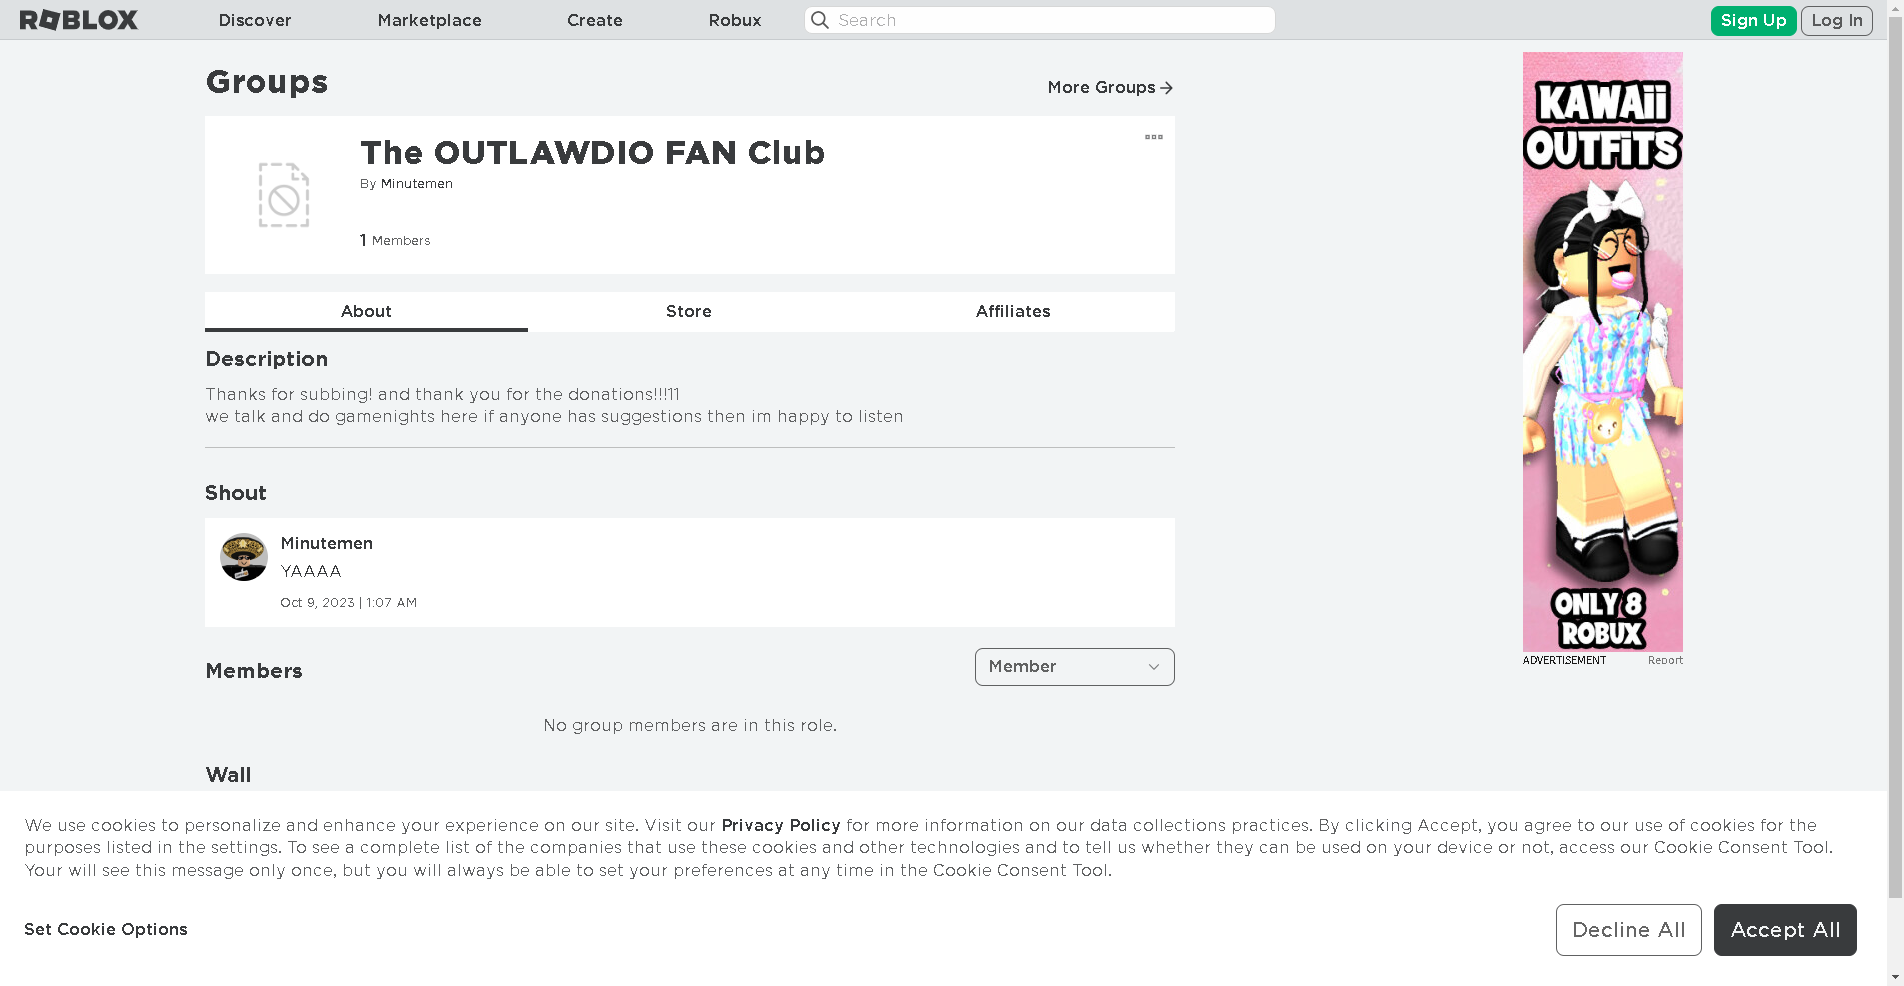 ROBLOX
Discover
Marketplace
Create
Robux
Search
Sign Up
Log In
Groups
More Groups
The OUTLAWDIO FAN Club
By Minutemen
1 Members
About
Store
Affiliates
Description
Thanks for subbing! and thank you for the donations!!!11
we talk and do gamenights here if anyone has suggestions then im happy to listen
Shout
Minutemen
YAAAA
Oct 9, 2023 | 1:07 AM
Members
Member
No group members are in this role.
Wall
KAWAii
OUTFiTS
ONLY 8
ROBUX
ADVERTISEMENT
Report
We use cookies to personalize and enhance your experience on our site. Visit our Privacy Policy for more information on our data collections practices. By clicking Accept, you agree to our use of cookies for the
purposes listed in the settings. To see a complete list of the companies that use these cookies and other technologies and to tell us whether they can be used on your device or not, access our Cookie Consent Tool.
Your will see this message only once, but you will always be able to set your preferences at any time in the Cookie Consent Tool.
Set Cookie Options
Decline All
Accept All